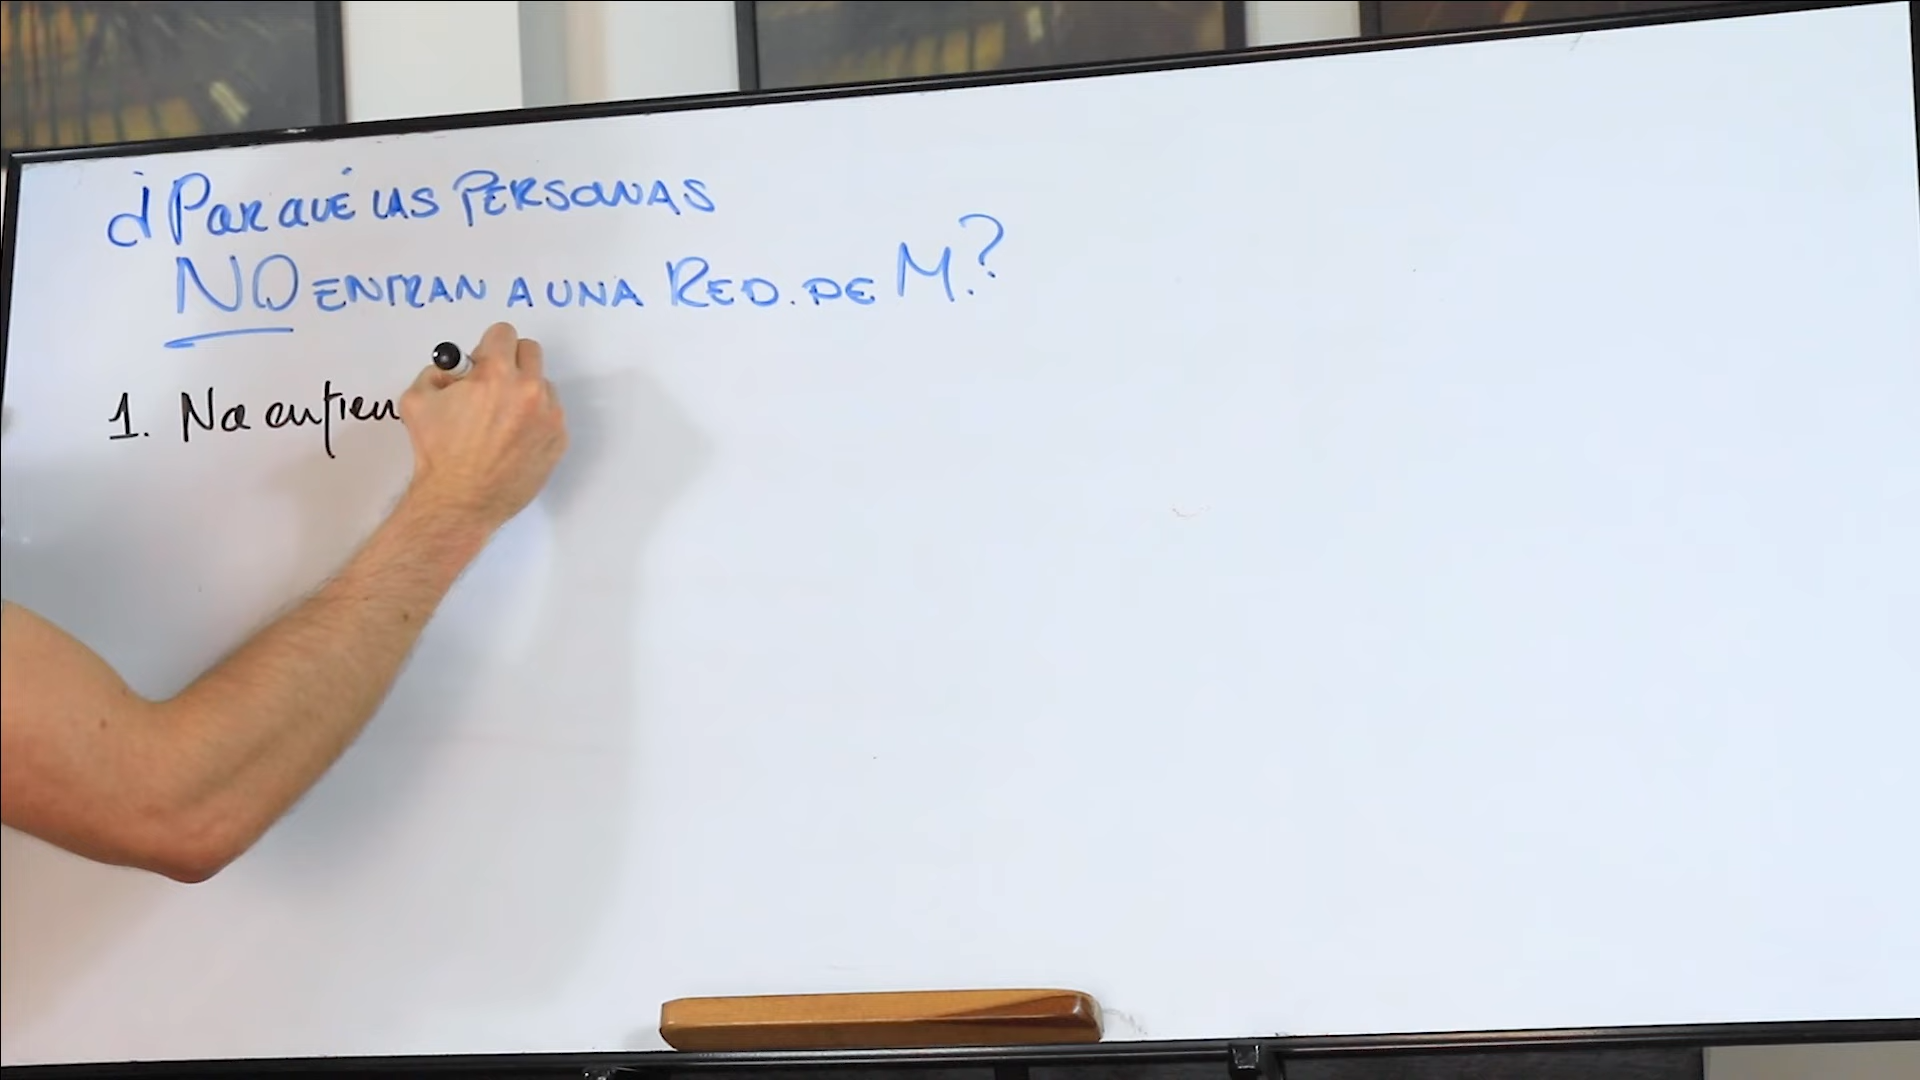 ¿Por qué las personas
NO entran a una Red. de M.?
1. No entien